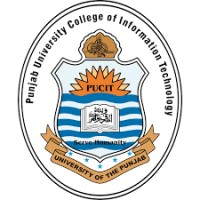 Punjab University College of Information Technology
PUCIT
Serve Humanity
UNIVERSITY OF THE PUNJAB